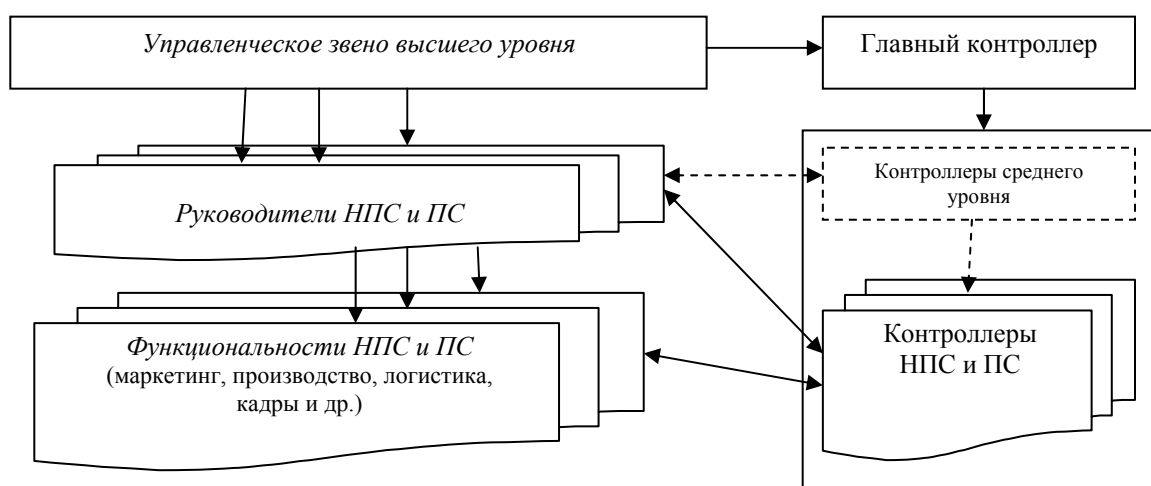 Управленческое звено высшего уровня
Главный контроллер
Контроллеры среднего
уровня
Руководители НПС и ПС
Функциональности НПС и ПС
(маркетинг, производство, логистика,
кадры и др.)
Контроллеры
НПС и ПС